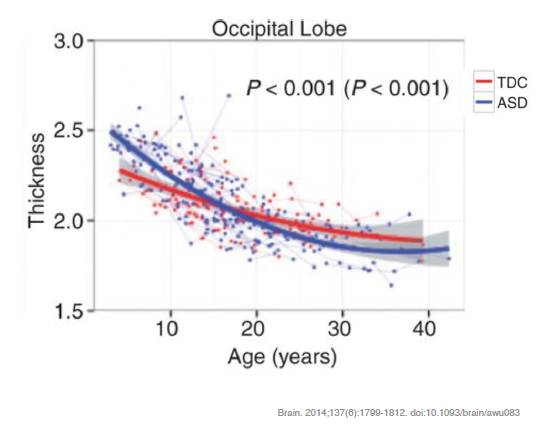 Occipital Lobe
3.0
P < 0.001 (P < 0.001)
TDC
ASD
2.5
Thickness
2.0
1.5
10 20 30 40
Age (years)
Brain. 2014;137(6):1799-1812. doi:10.1093/brain/awu083